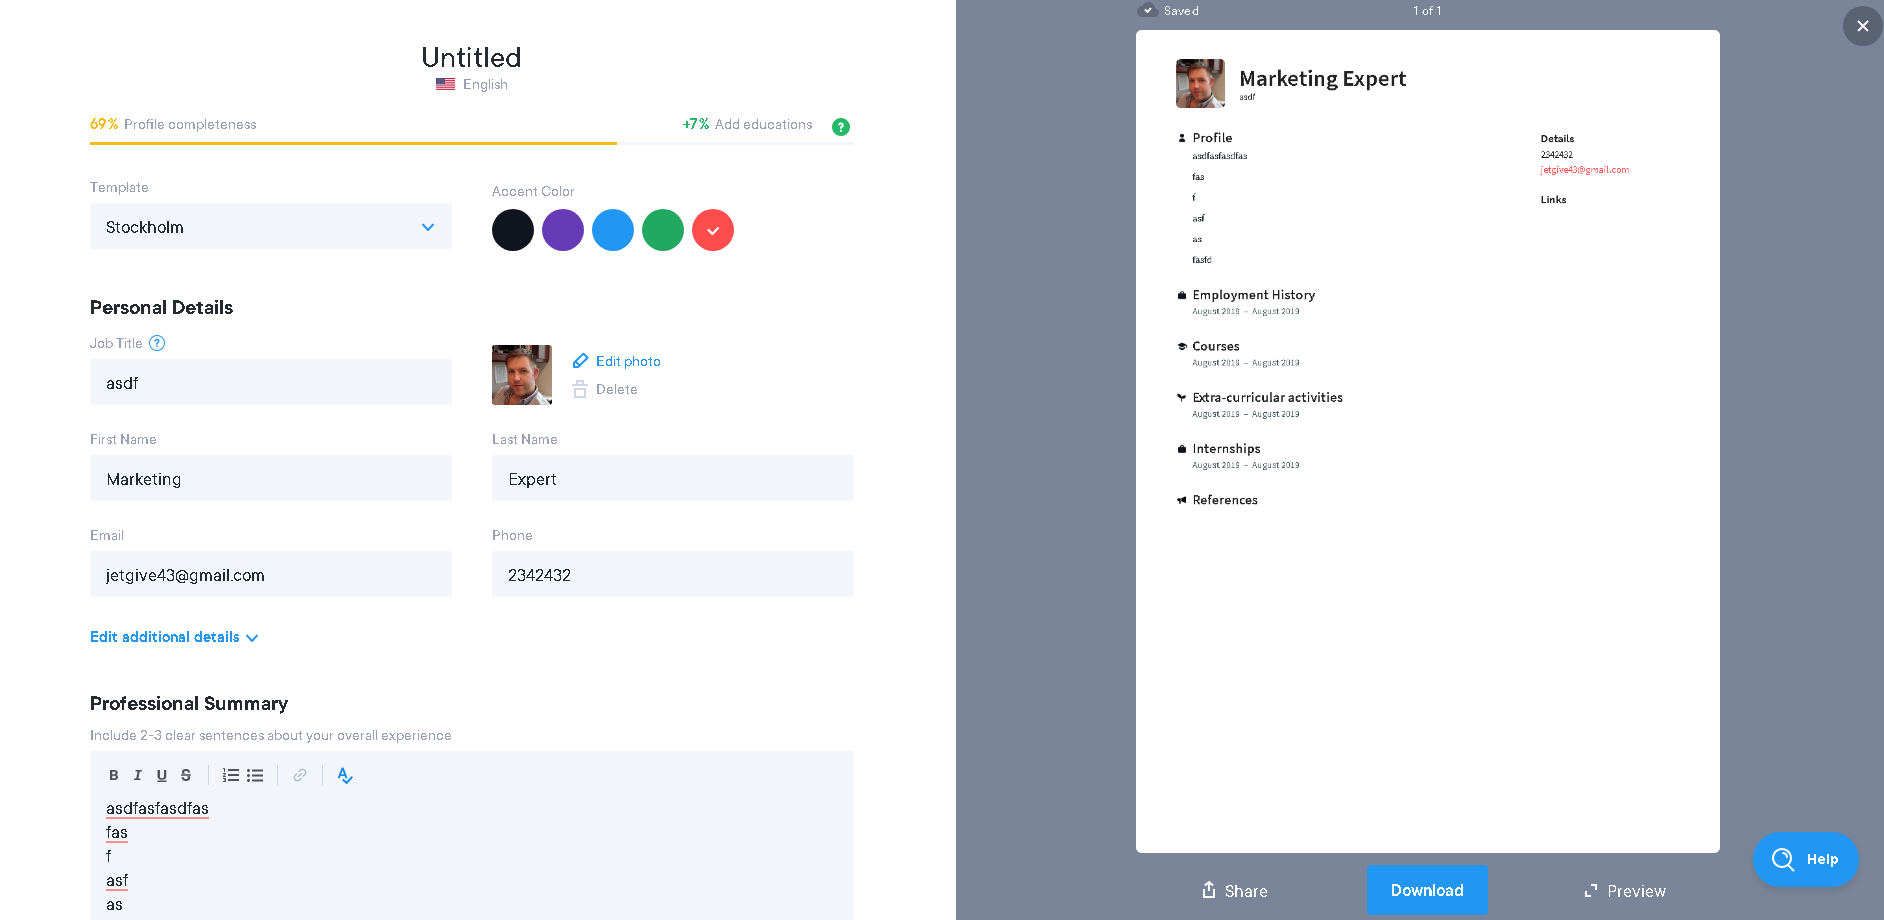 Untitled
English
69% Profile completeness
+7% Add educations
?
Template
Stockholm
Accent Color
Personal Details
Job Title ?
asdf
Edit photo
Delete
First Name
Marketing
Last Name
Expert
Email
jetgive43@gmail.com
Phone
2342432
Edit additional details
Professional Summary
Include 2-3 clear sentences about your overall experience
B I U S
asdfasfasdfas
fas
f
asf
as
Saved
1 of 1
Marketing Expert
asdf
Profile
asdfasfasdfas
fas
f
asf
as
fasfd
Employment History
August 2019 – August 2019
Courses
August 2019 – August 2019
Extra-curricular activities
August 2019 – August 2019
Internships
August 2019 – August 2019
References
Details
2342432
jetgive43@gmail.com
Links
Share
Download
Preview
Help